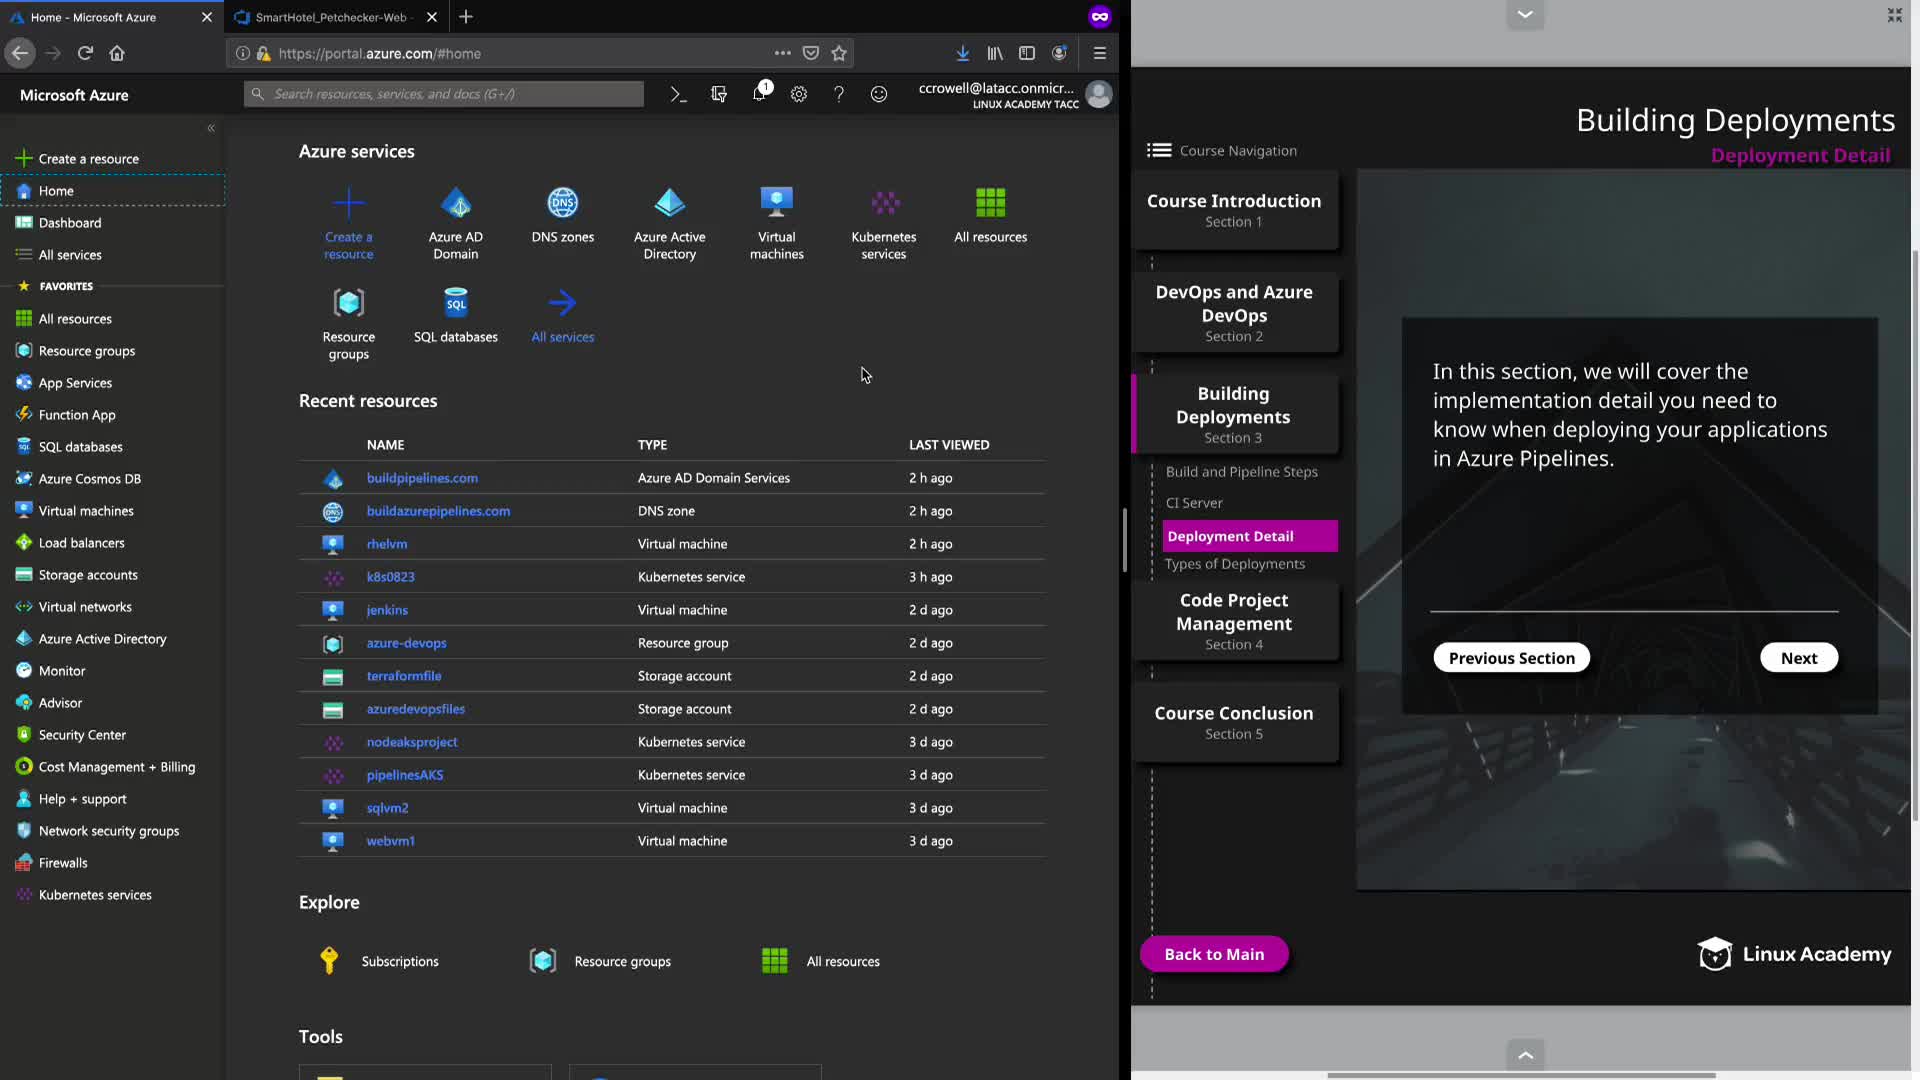 Home - Microsoft Azure
SmartHotel_Petchecker-Web -
https://portal.azure.com/#home
Microsoft Azure
Search resources, services, and docs (G+/)
1
ccrowell@latacc.onmicr...
LINUX ACADEMY TACC
Create a resource
Home
Dashboard
All services
FAVORITES
All resources
Resource groups
App Services
Function App
SQL databases
Azure Cosmos DB
Virtual machines
Load balancers
Storage accounts
Virtual networks
Azure Active Directory
Monitor
Advisor
Security Center
Cost Management + Billing
Help + support
Network security groups
Firewalls
Kubernetes services
Azure services
Create a resource
Azure AD Domain
DNS zones
Azure Active Directory
Virtual machines
Kubernetes services
All resources
Resource groups
SQL databases
All services
Recent resources
NAME TYPE LAST VIEWED
buildpipelines.com Azure AD Domain Services 2 h ago
buildazurepipelines.com DNS zone 2 h ago
rhelvm Virtual machine 2 h ago
k8s0823 Kubernetes service 3 h ago
jenkins Virtual machine 2 d ago
azure-devops Resource group 2 d ago
terraformfile Storage account 2 d ago
azuredevopsfiles Storage account 2 d ago
nodeaksproject Kubernetes service 3 d ago
pipelinesAKS Kubernetes service 3 d ago
sqlvm2 Virtual machine 3 d ago
webvm1 Virtual machine 3 d ago
Explore
Subscriptions
Resource groups
All resources
Tools
Building Deployments
Deployment Detail
Course Navigation
Course Introduction
Section 1
DevOps and Azure
DevOps
Section 2
Building
Deployments
Section 3
Build and Pipeline Steps
CI Server
Deployment Detail
Types of Deployments
Code Project
Management
Section 4
Course Conclusion
Section 5
Back to Main
In this section, we will cover the
implementation detail you need to
know when deploying your applications
in Azure Pipelines.
Previous Section
Next
Linux Academy